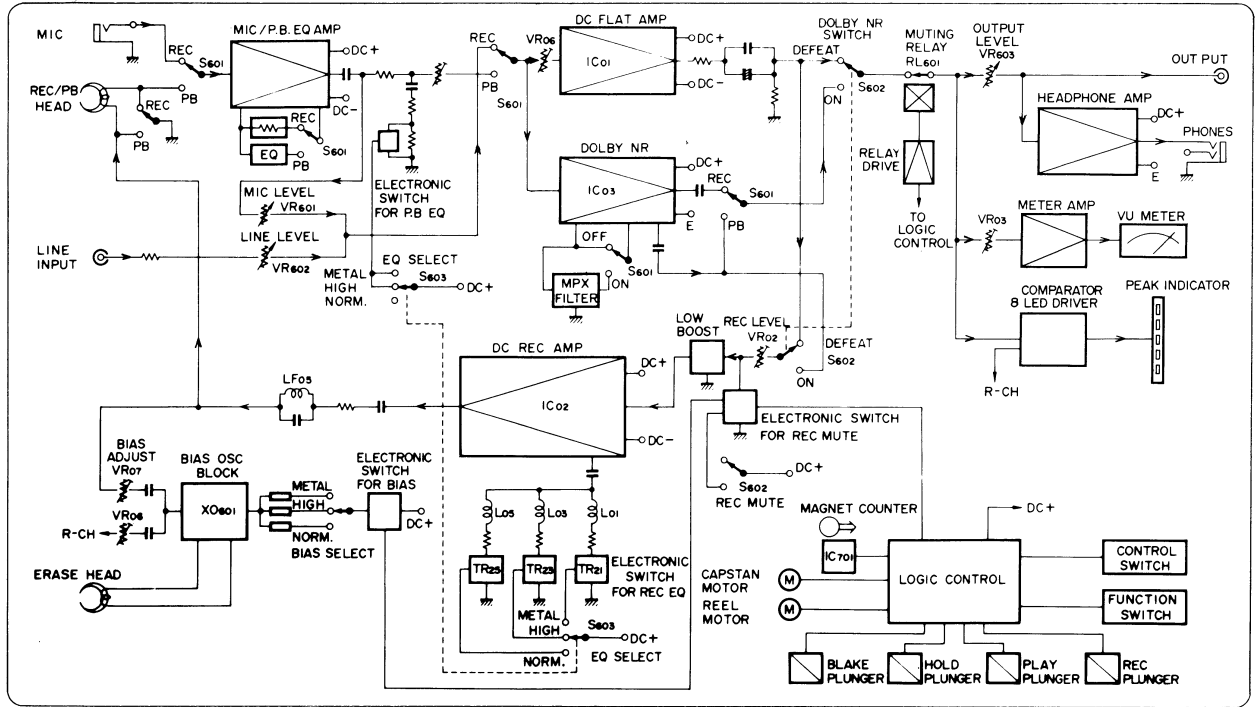 MIC
REC
S601
MIC/P.B. EQ AMP
DC+
DC-
REC/PB
HEAD
REC
PB
PB
REC
S601
EQ
PB
ELECTRONIC
SWITCH
FOR P.B EQ
MIC LEVEL
VR601
LINE
INPUT
LINE LEVEL
VR602
REC
PB
S601
VR06
DC FLAT AMP
IC01
DC+
DC-
DOLBY NR
IC03
DC+
E
REC
S601
PB
OFF
S601
ON
MPX
FILTER
DOLBY NR
SWITCH
DEFEAT
S602
ON
MUTING
RELAY
RL601
RELAY
DRIVE
TO
LOGIC
CONTROL
OUTPUT
LEVEL
VR603
OUT PUT
HEADPHONE AMP
DC+
PHONES
E
VR03
METER AMP
VU METER
COMPARATOR
8 LED DRIVER
PEAK INDICATOR
R-CH
METAL
HIGH
NORM.
EQ SELECT
S603
DC+
LOW
BOOST
REC LEVEL
VR02
DEFEAT
S602
ON
DC REC AMP
IC02
DC+
DC-
LF05
ELECTRONIC SWITCH
FOR REC MUTE
DC+
S602
REC MUTE
BIAS
ADJUST
VR07
VR06
R-CH
BIAS OSC
BLOCK
XO601
METAL
HIGH
NORM.
BIAS SELECT
ELECTRONIC
SWITCH
FOR BIAS
DC+
ERASE HEAD
L05
L03
L01
TR25
TR23
TR21
ELECTRONIC
SWITCH
FOR REC EQ
METAL
HIGH
NORM.
S603
DC+
EQ SELECT
MAGNET COUNTER
IC701
DC+
CAPSTAN
MOTOR
M
REEL
MOTOR
M
LOGIC CONTROL
CONTROL
SWITCH
FUNCTION
SWITCH
BLAKE
PLUNGER
HOLD
PLUNGER
PLAY
PLUNGER
REC
PLUNGER